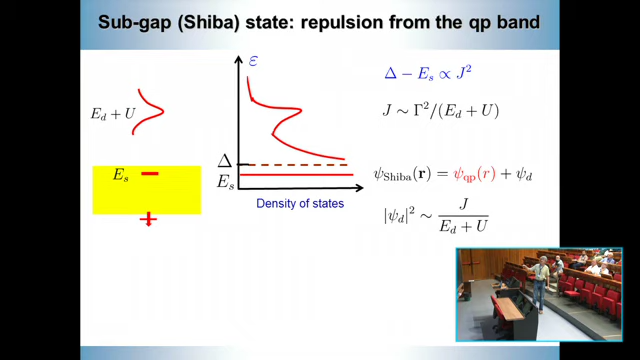 Sub-gap (Shiba) state: repulsion from the qp band
ε
Δ − E_s ∝ J²
E_d + U
J ∼ Γ²/(E_d + U)
E_s
Δ
E_s
ψ_Shiba(r) = ψ_qp(r) + ψ_d
Density of states
|ψ_d|² ∼ J / (E_d + U)